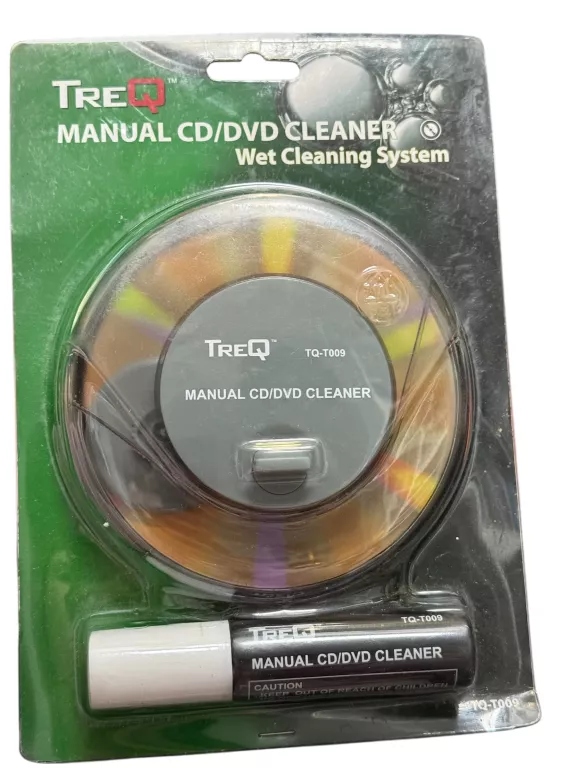 TREQ™
MANUAL CD/DVD CLEANER
Wet Cleaning System
TREQ™ TQ-T009
MANUAL CD/DVD CLEANER
TQ-T009
TREQ
MANUAL CD/DVD CLEANER
CAUTION
KEEP OUT OF REACH OF CHILDREN
TQ-T009